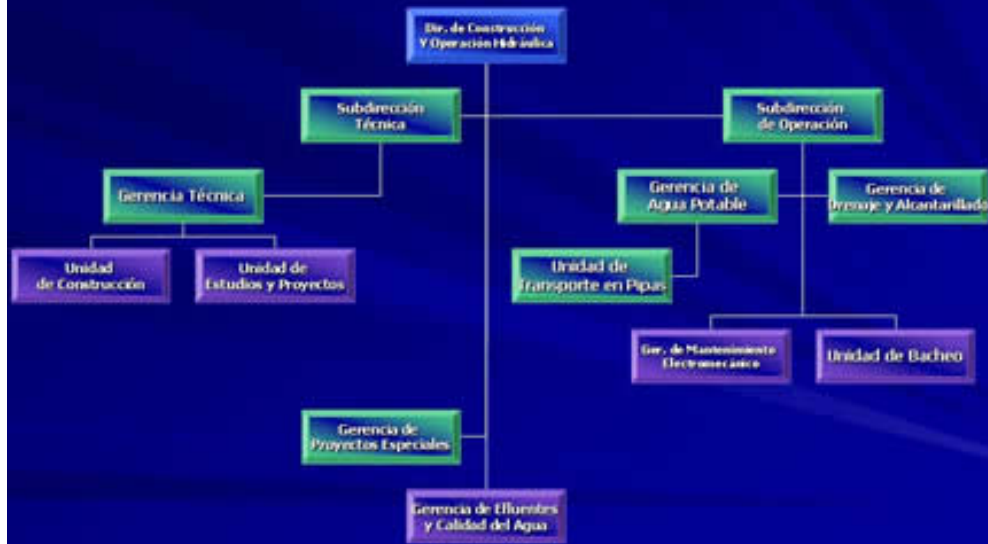 Dir. de Construcción
Y Operación Hidráulica
Subdirección
Técnica
Subdirección
de Operación
Gerencia Técnica
Gerencia de
Agua Potable
Gerencia de
Drenaje y Alcantarillado
Unidad
de Construcción
Unidad de
Estudios y Proyectos
Unidad de
Transporte en Pipas
Ger. de Mantenimiento
Electromecánico
Unidad de Bacheo
Gerencia de
Proyectos Especiales
Gerencia de Efluentes
y Calidad del Agua